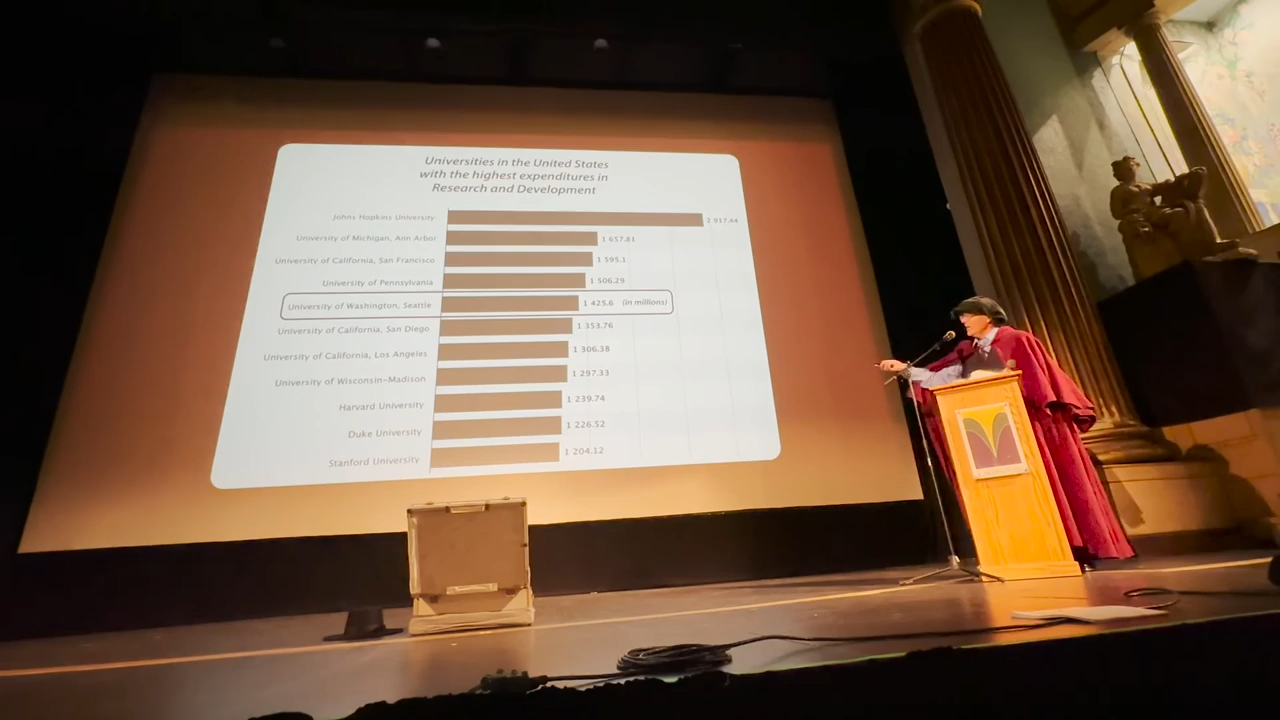 Universities in the United States
with the highest expenditures in
Research and Development
Johns Hopkins University 2 917.44
University of Michigan, Ann Arbor 1 657.81
University of California, San Francisco 1 595.1
University of Pennsylvania 1 506.29
University of Washington, Seattle 1 425.6 (in millions)
University of California, San Diego 1 353.76
University of California, Los Angeles 1 306.38
University of Wisconsin–Madison 1 297.33
Harvard University 1 239.74
Duke University 1 226.52
Stanford University 1 204.12